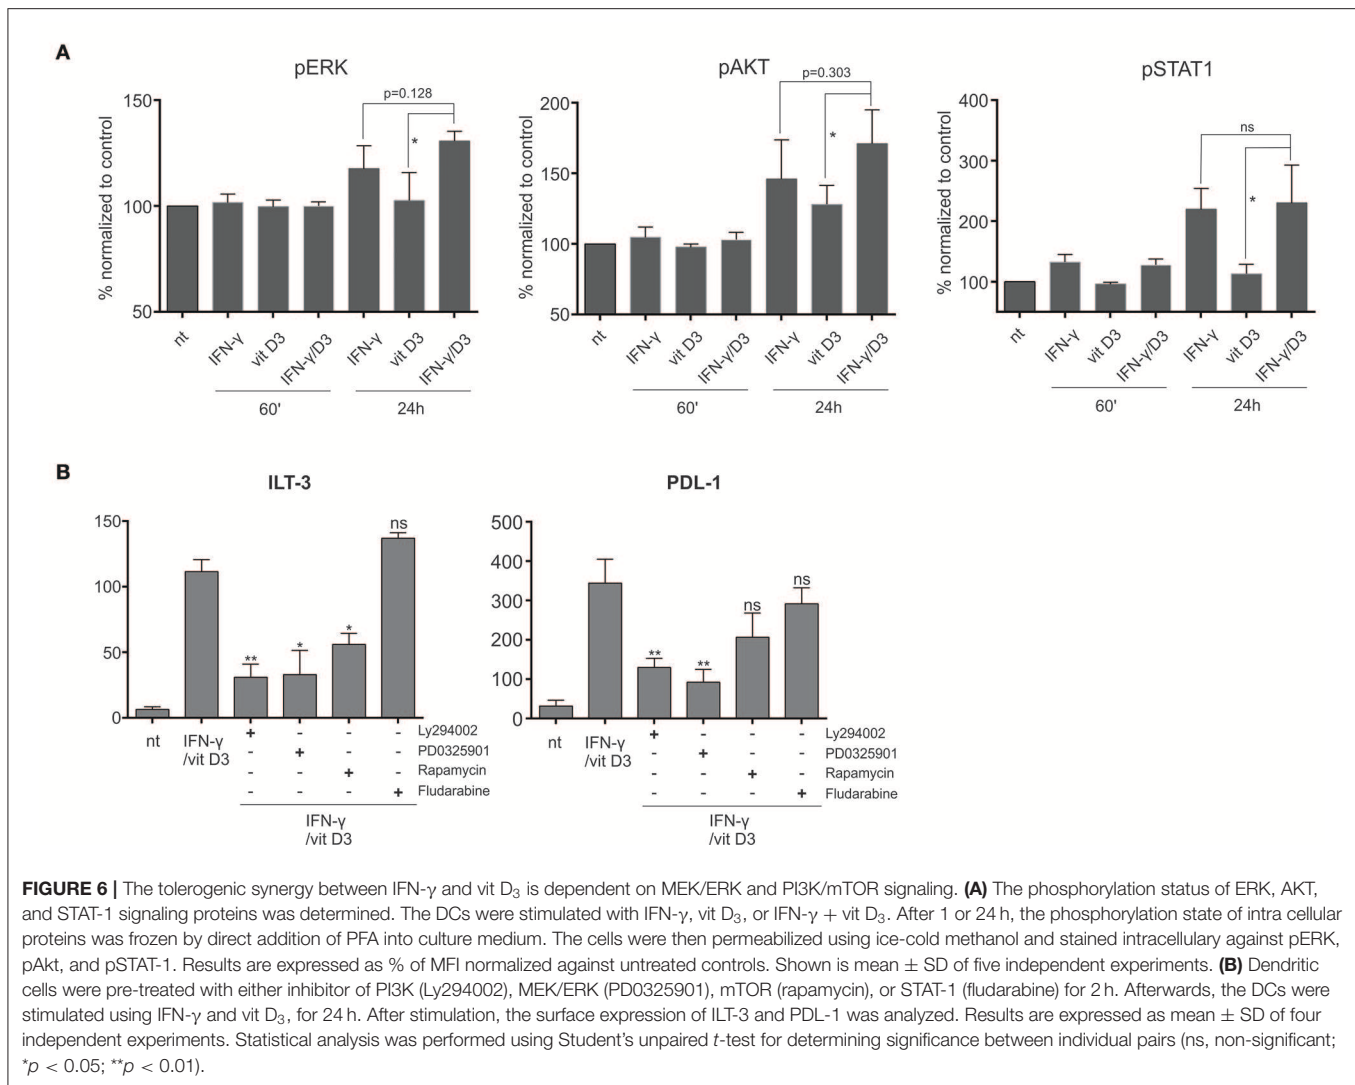 A
pERK
pAKT
pSTAT1
% normalized to control
150
100
50
p=0.128
*
nt
IFN-γ
vit D3
IFN-γ/D3
IFN-γ
vit D3
IFN-γ/D3
60'
24h
% normalized to control
200
150
100
50
p=0.303
*
nt
IFN-γ
vit D3
IFN-γ/D3
IFN-γ
vit D3
IFN-γ/D3
60'
24h
% normalized to control
400
300
200
100
ns
*
nt
IFN-γ
vit D3
IFN-γ/D3
IFN-γ
vit D3
IFN-γ/D3
60'
24h
B
ILT-3
PDL-1
150
100
50
0
** * * ns
nt
IFN-γ
/vit D3
+ - - - Ly294002
- + - - PD0325901
- - + - Rapamycin
- - - + Fludarabine
IFN-γ
/vit D3
500
400
300
200
100
0
** ** ns ns
nt
IFN-γ
/vit D3
+ - - - Ly294002
- + - - PD0325901
- - + - Rapamycin
- - - + Fludarabine
IFN-γ
/vit D3
FIGURE 6 | The tolerogenic synergy between IFN-γ and vit D₃ is dependent on MEK/ERK and PI3K/mTOR signaling. (A) The phosphorylation status of ERK, AKT,
and STAT-1 signaling proteins was determined. The DCs were stimulated with IFN-γ, vit D₃, or IFN-γ + vit D₃. After 1 or 24 h, the phosphorylation state of intra cellular
proteins was frozen by direct addition of PFA into culture medium. The cells were then permeabilized using ice-cold methanol and stained intracellulary against pERK,
pAkt, and pSTAT-1. Results are expressed as % of MFI normalized against untreated controls. Shown is mean ± SD of five independent experiments. (B) Dendritic
cells were pre-treated with either inhibitor of PI3K (Ly294002), MEK/ERK (PD0325901), mTOR (rapamycin), or STAT-1 (fludarabine) for 2 h. Afterwards, the DCs were
stimulated using IFN-γ and vit D₃, for 24 h. After stimulation, the surface expression of ILT-3 and PDL-1 was analyzed. Results are expressed as mean ± SD of four
independent experiments. Statistical analysis was performed using Student's unpaired t-test for determining significance between individual pairs (ns, non-significant;
*p < 0.05; **p < 0.01).